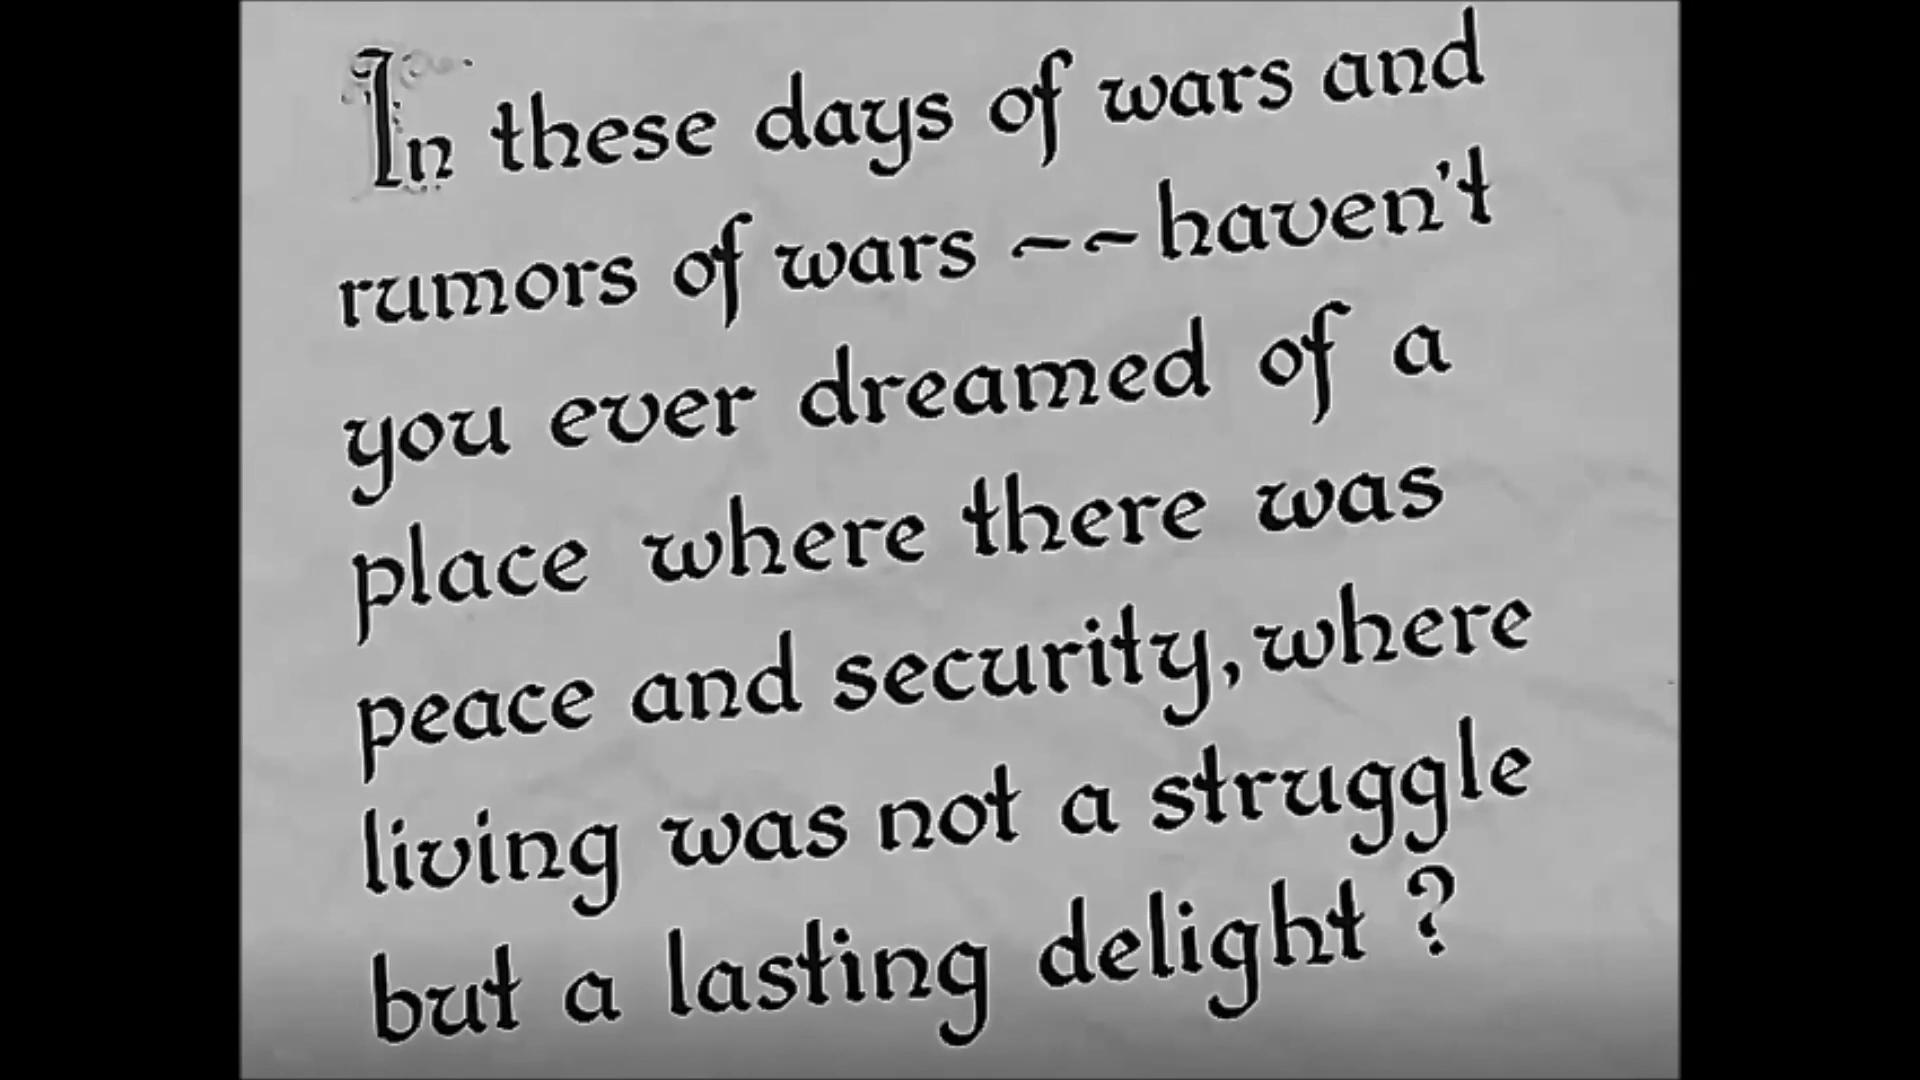 In these days of wars and
rumors of wars ~~haven't
you ever dreamed of a
place where there was
peace and security, where
living was not a struggle
but a lasting delight?